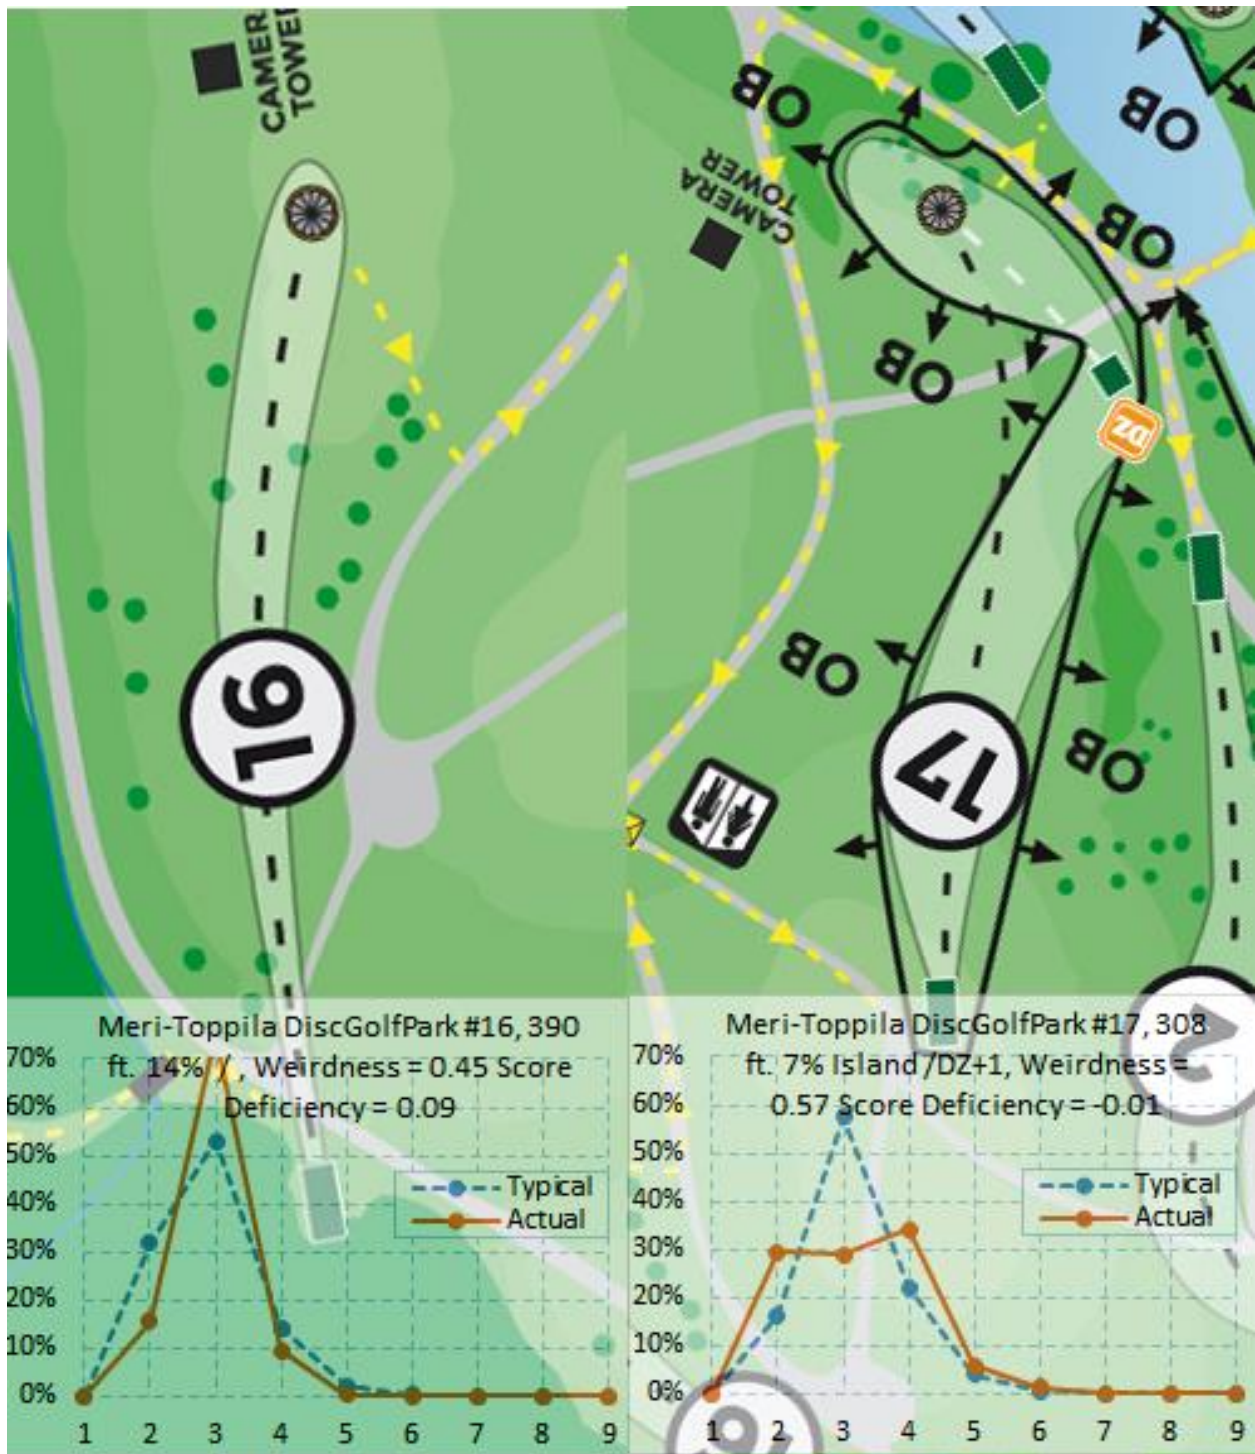 CAMERA
TOWER
16
Meri-Toppila DiscGolfPark #16, 390
ft. 14% / , Weirdness = 0.45 Score
Deficiency = 0.09
70%
60%
50%
40%
30%
20%
10%
0%
Typical
Actual
1 2 3 4 5 6 7 8 9
OB
OB
CAMERA
TOWER
OB
OB
DZ
OB
17
OB
2
Meri-Toppila DiscGolfPark #17, 308
ft. 7% Island /DZ+1, Weirdness =
0.57 Score Deficiency = -0.01
70%
60%
50%
40%
30%
20%
10%
0%
Typical
Actual
1 2 3 4 5 6 7 8 9